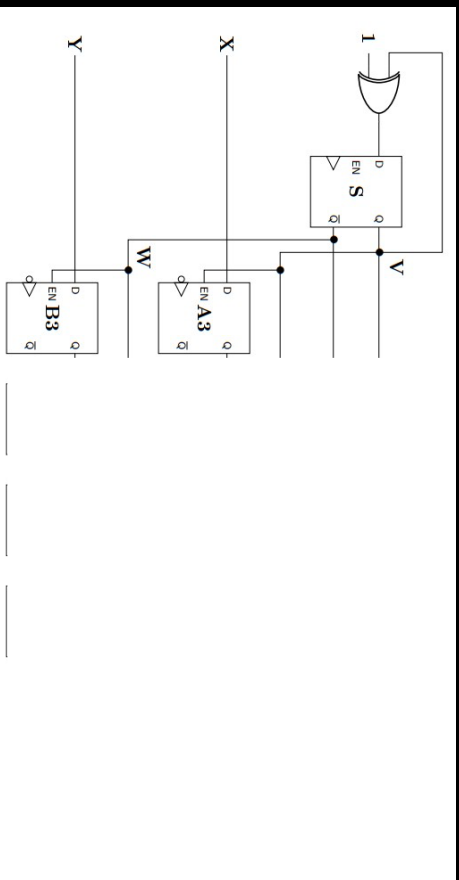 V
1
D Q
EN S
Q̅
X D Q
EN A3
Q̅
W
Y D Q
EN B3
Q̅